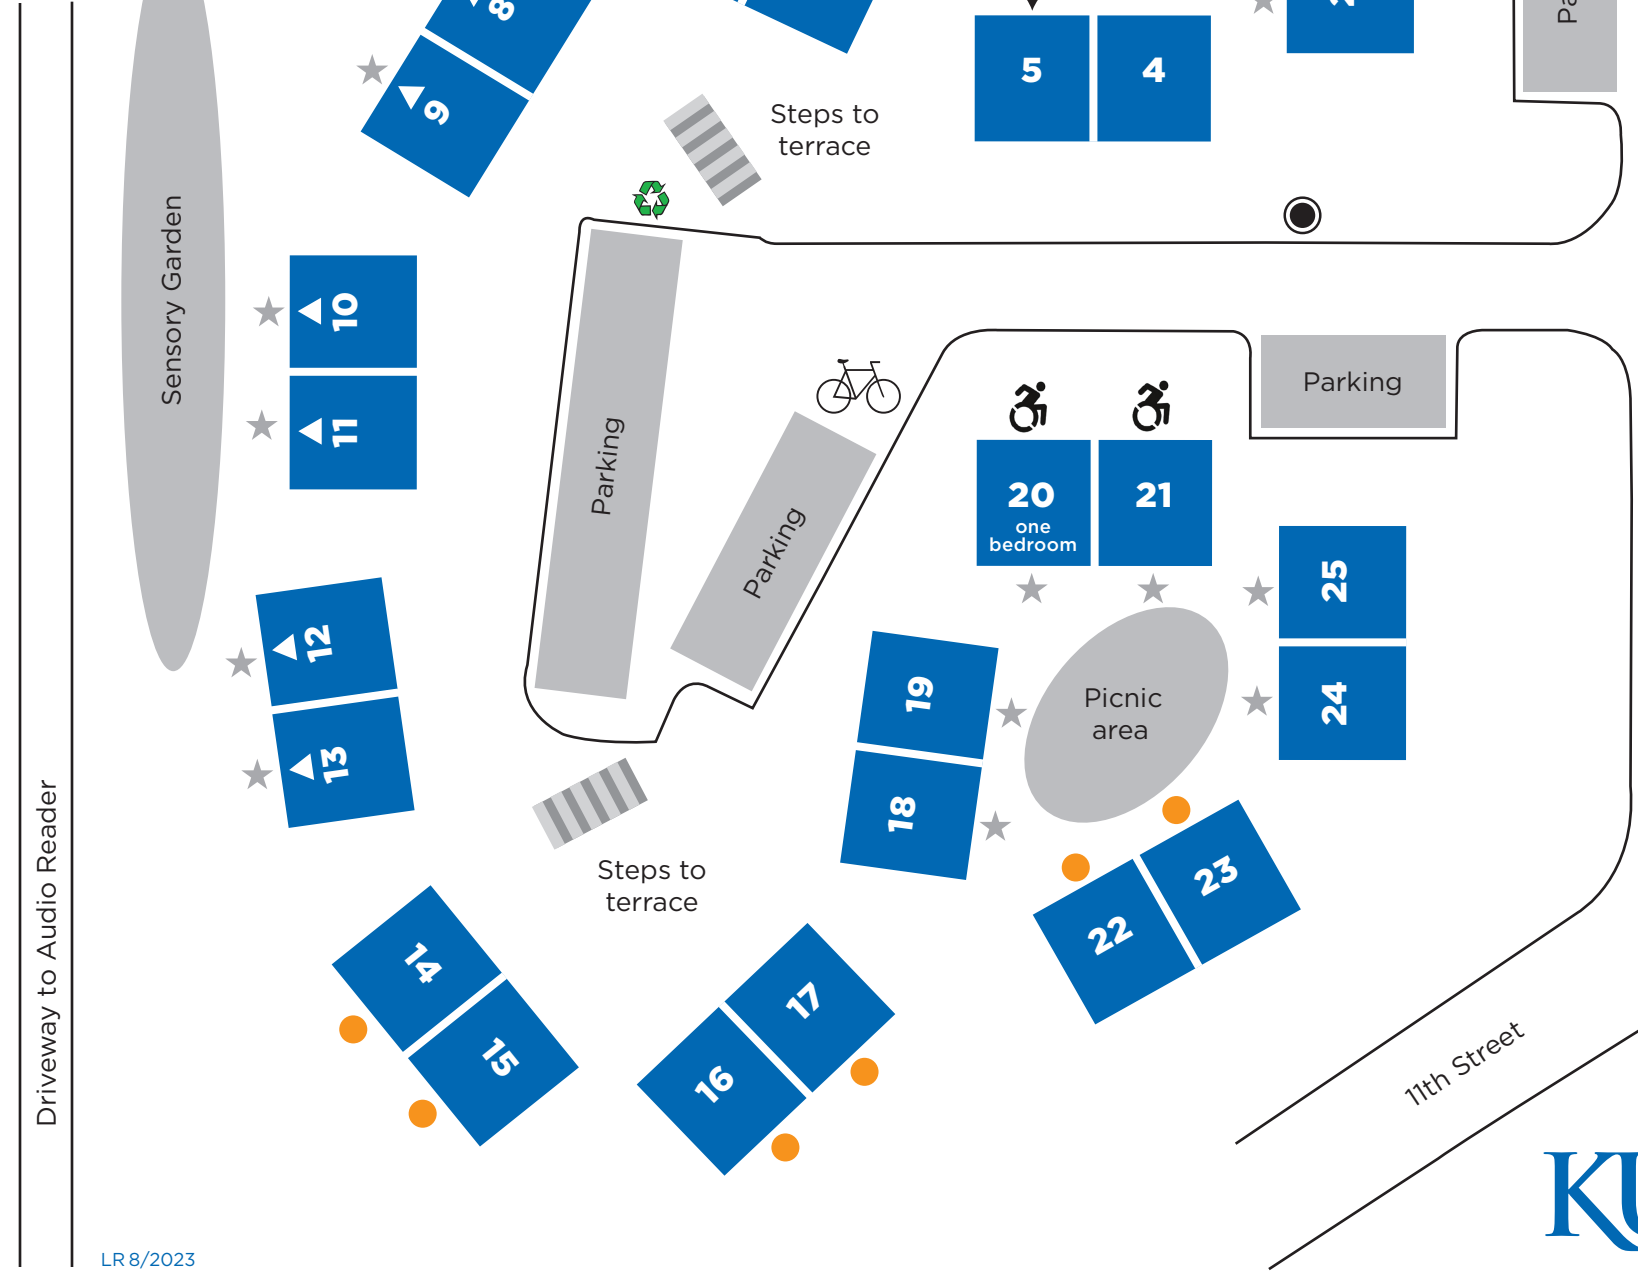 8
9
Steps to
terrace
5
4
Sensory Garden
10
11
Parking
Parking
Parking
20
one
bedroom
21
25
24
12
13
19
18
Picnic
area
23
22
Steps to
terrace
Driveway to Audio Reader
14
15
17
16
11th Street
KU
LR 8/2023